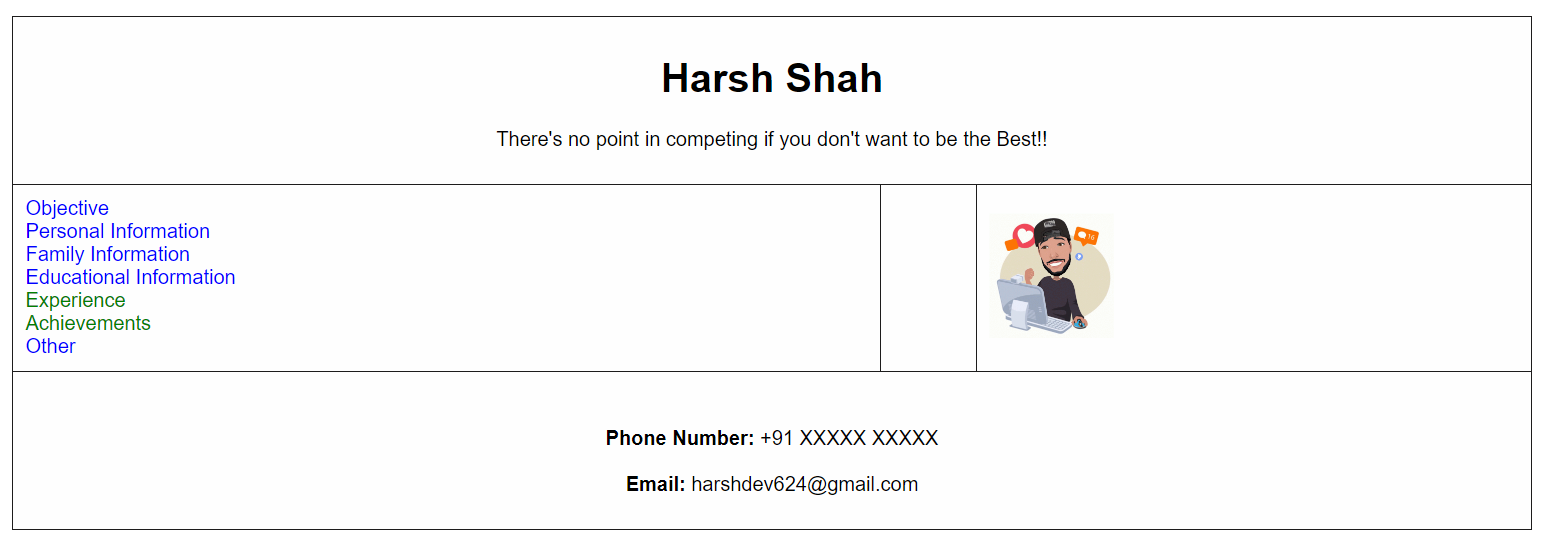 Harsh Shah
There's no point in competing if you don't want to be the Best!!
Objective
Personal Information
Family Information
Educational Information
Experience
Achievements
Other
Phone Number: +91 XXXXX XXXXX
Email: harshdev624@gmail.com